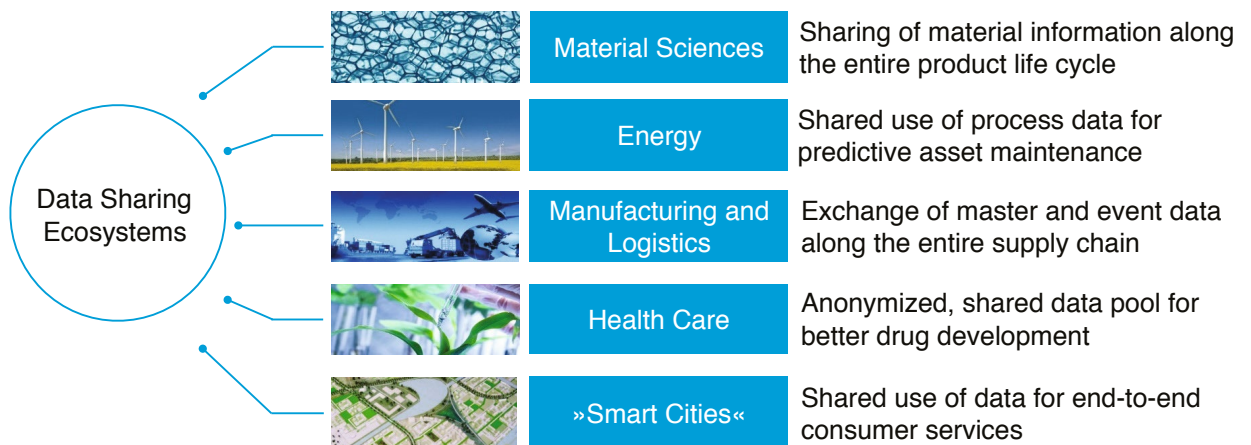 Data Sharing
Ecosystems
Material Sciences
Sharing of material information along
the entire product life cycle
Energy
Shared use of process data for
predictive asset maintenance
Manufacturing and
Logistics
Exchange of master and event data
along the entire supply chain
Health Care
Anonymized, shared data pool for
better drug development
»Smart Cities«
Shared use of data for end-to-end
consumer services